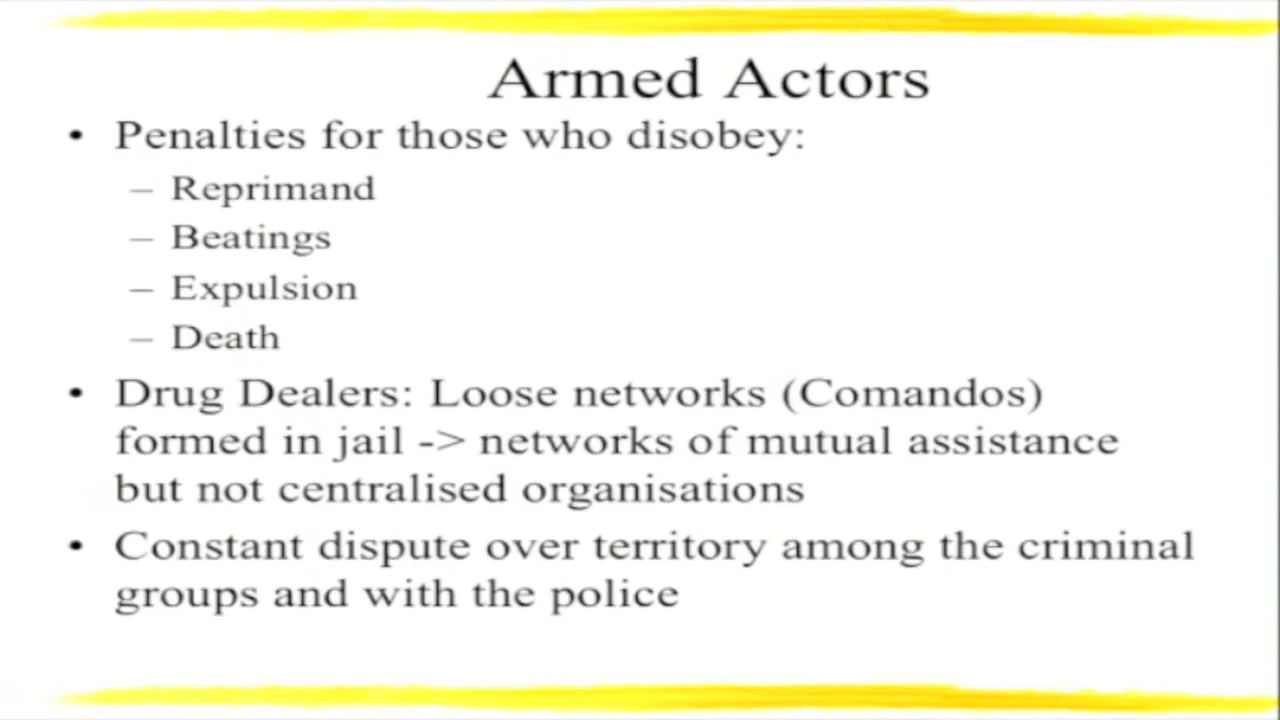 Armed Actors
• Penalties for those who disobey:
– Reprimand
– Beatings
– Expulsion
– Death
• Drug Dealers: Loose networks (Comandos)
formed in jail -> networks of mutual assistance
but not centralised organisations
• Constant dispute over territory among the criminal
groups and with the police